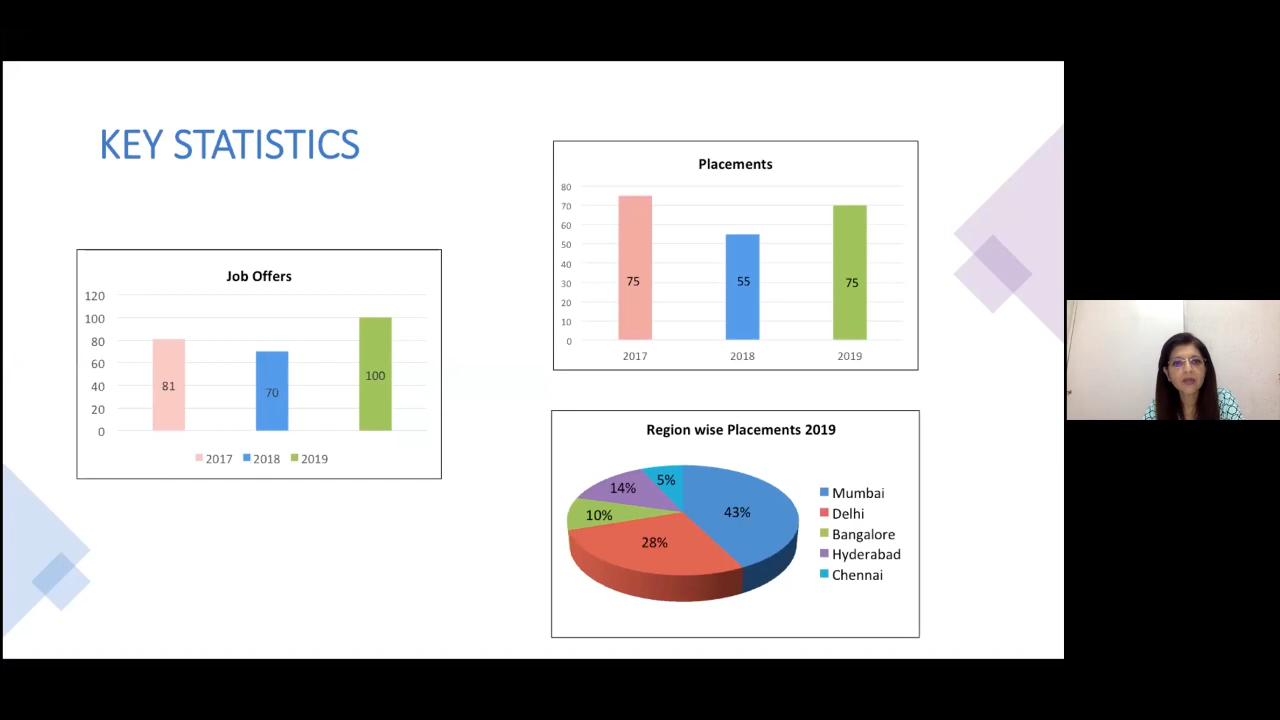 KEY STATISTICS
Job Offers
120
100
80
60
40
20
0
81
70
100
2017 2018 2019
Placements
80
70
60
50
40
30
20
10
0
75
55
75
2017 2018 2019
Region wise Placements 2019
5%
14%
10%
43%
28%
Mumbai
Delhi
Bangalore
Hyderabad
Chennai